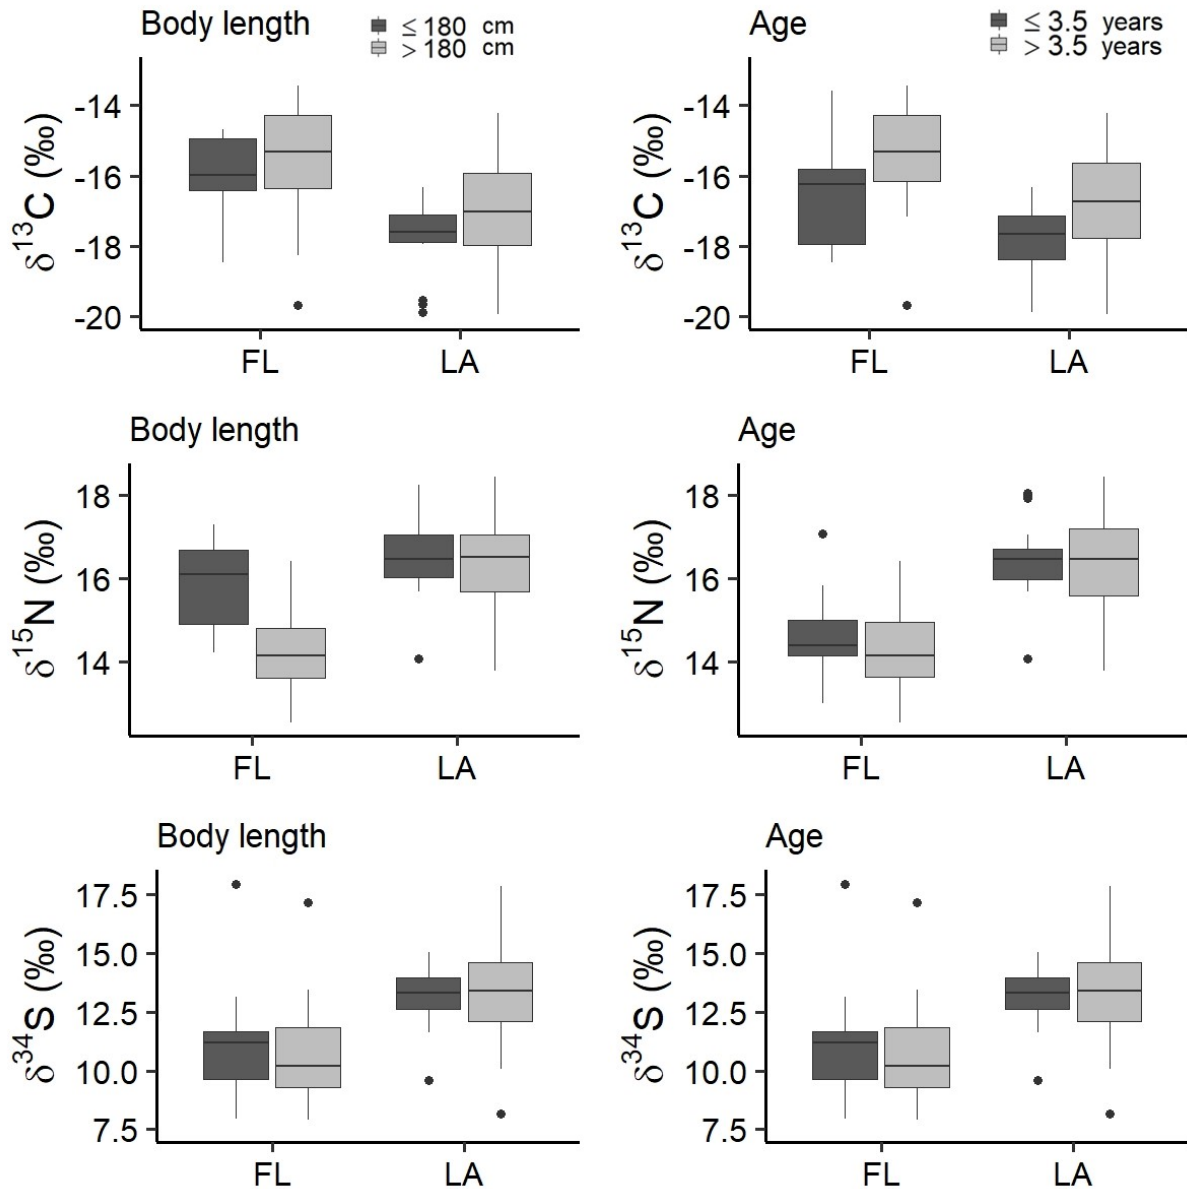 Body length
≤ 180 cm
> 180 cm
δ13C (‰)
-14
-16
-18
-20
FL LA
Age
≤ 3.5 years
> 3.5 years
δ13C (‰)
-14
-16
-18
-20
FL LA
Body length
δ15N (‰)
18
16
14
FL LA
Age
δ15N (‰)
18
16
14
FL LA
Body length
δ34S (‰)
17.5
15.0
12.5
10.0
7.5
FL LA
Age
δ34S (‰)
17.5
15.0
12.5
10.0
7.5
FL LA